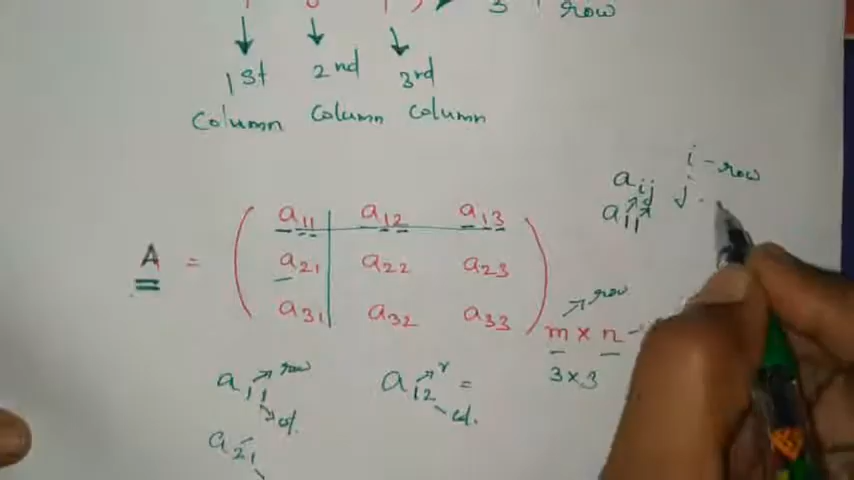 row
1st 2nd 3rd
Column Column Column
i - row
aij j
a11
A = ( a11 a12 a13
a21 a22 a23
a31 a32 a33 ) m × n
row
3×3
a11 row
col.
a12 r =
col.
a21